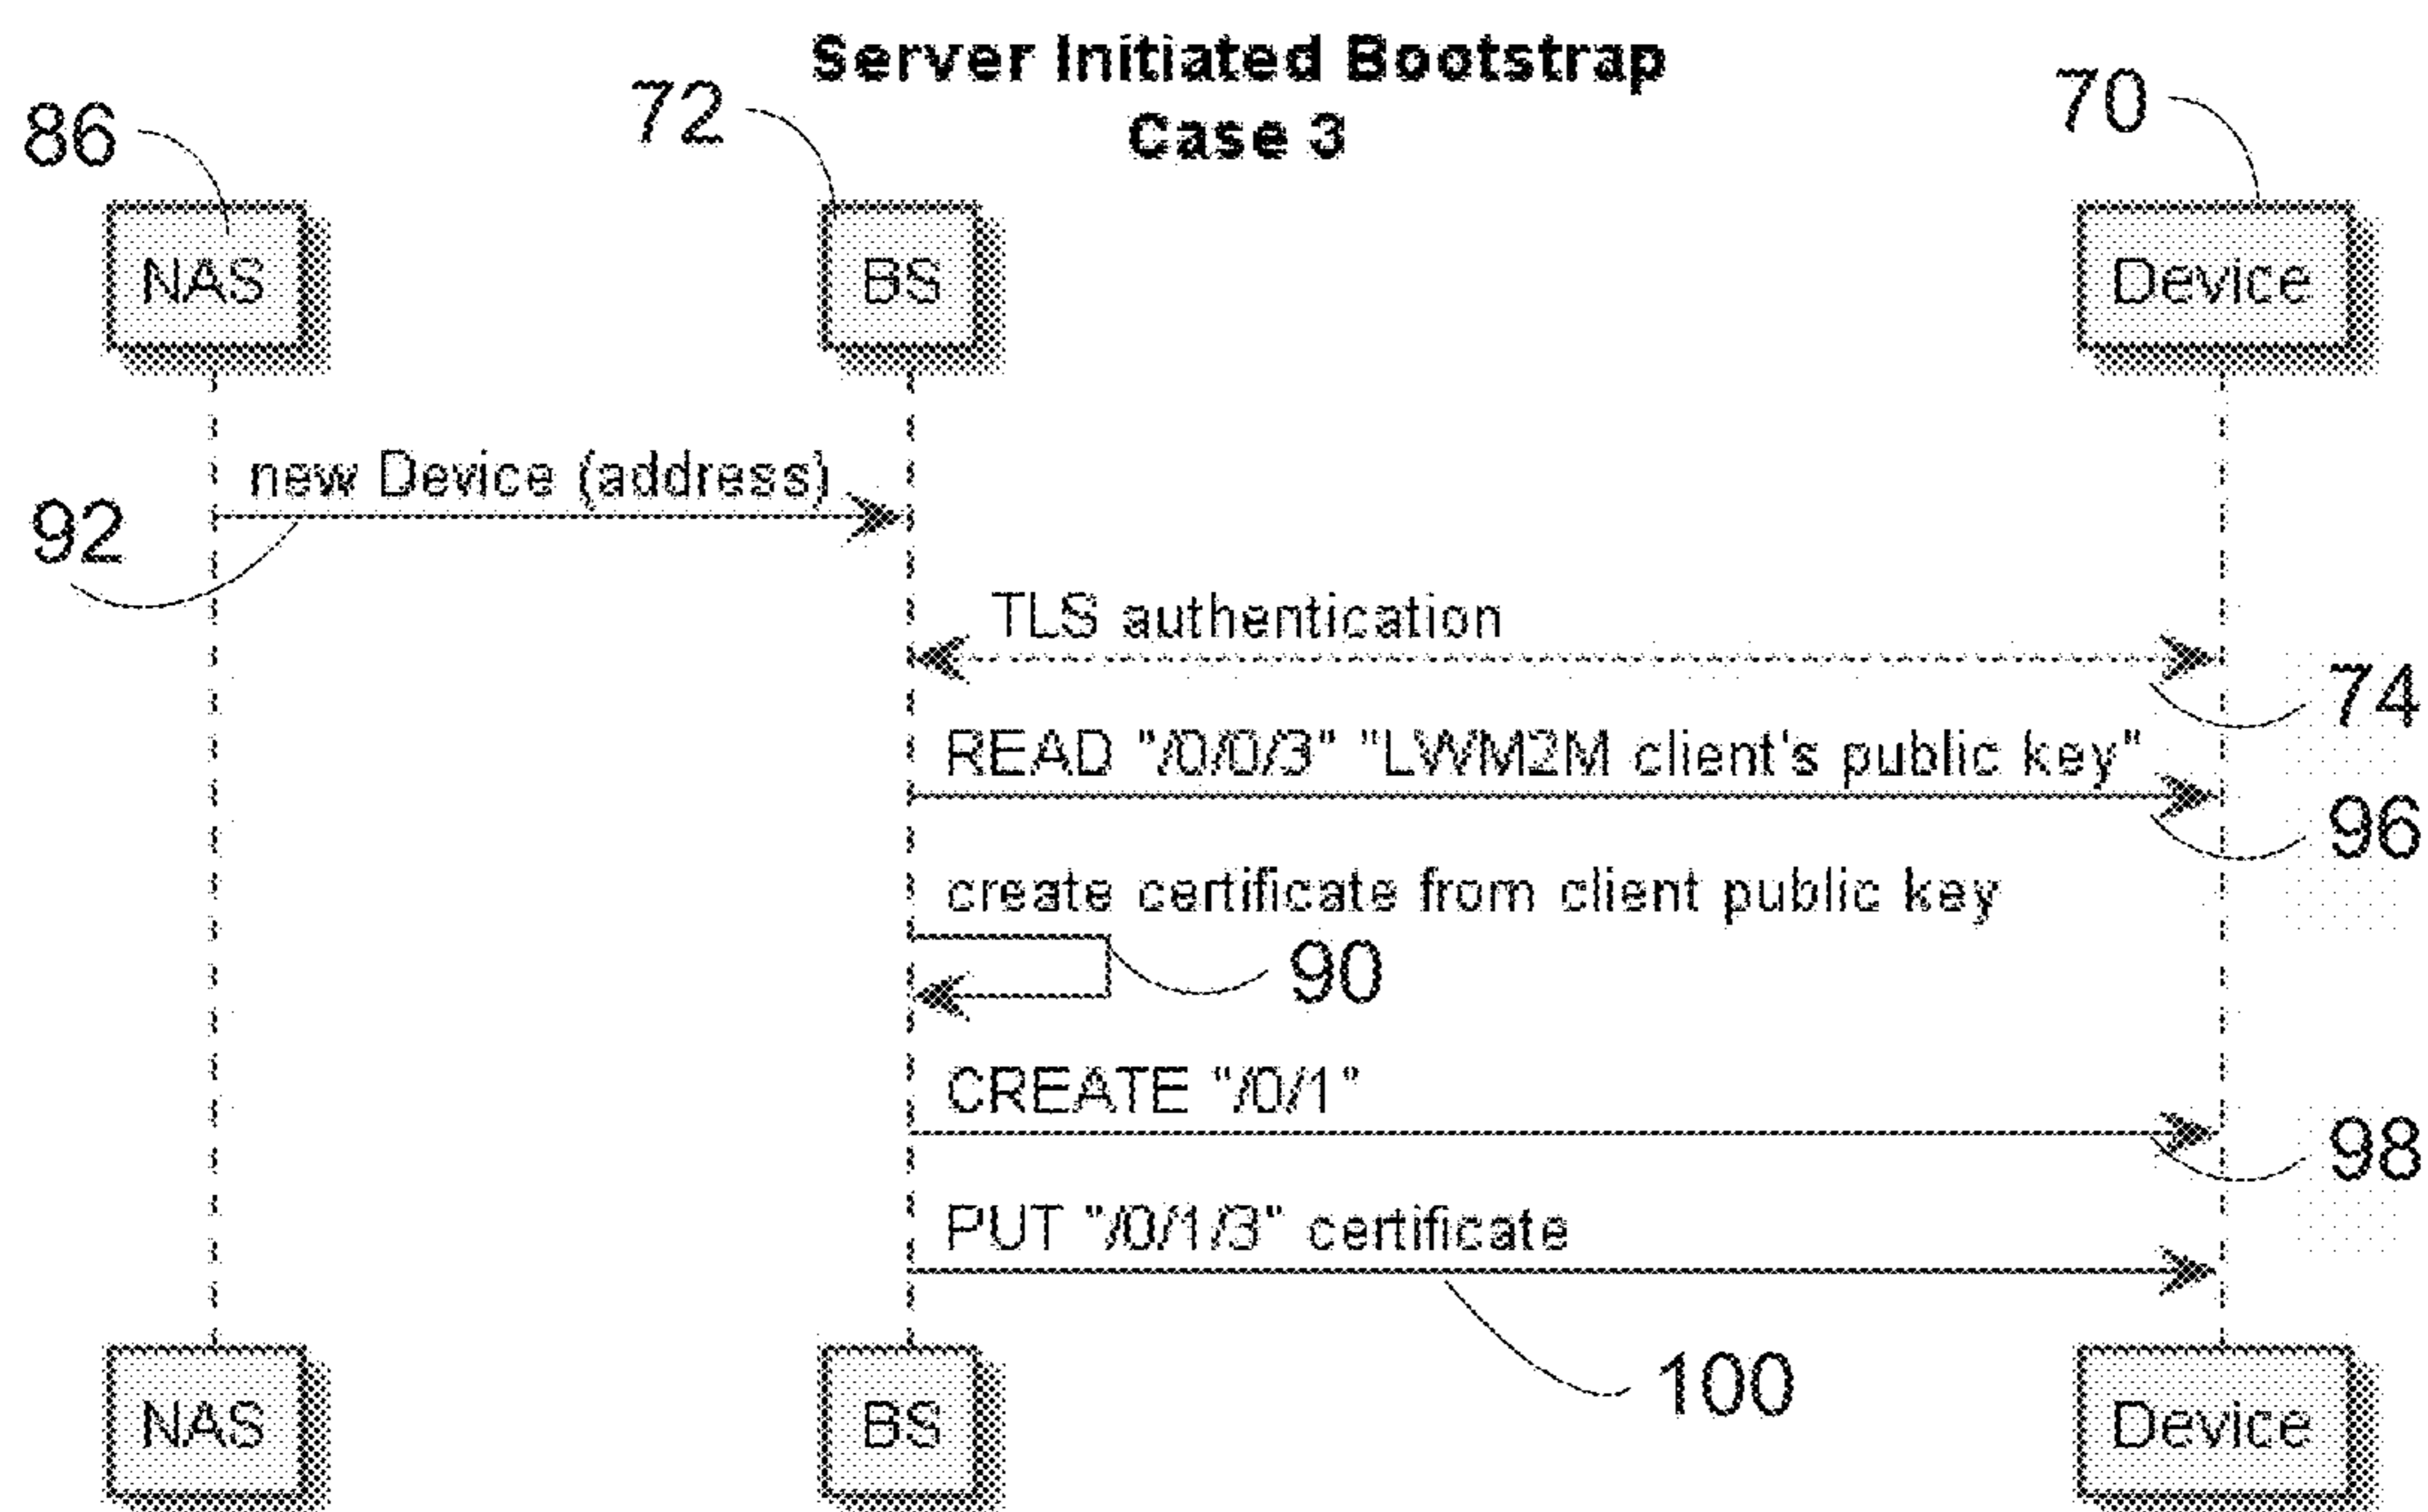 Server Initiated Bootstrap
Case 3
86
72
70
NAS
BS
Device
new Device (address)
92
TLS authentication
74
READ "/0/0/3" "LWM2M client's public key"
96
create certificate from client public key
90
CREATE "/0/1"
98
PUT "/0/1/3" certificate
100
NAS
BS
Device